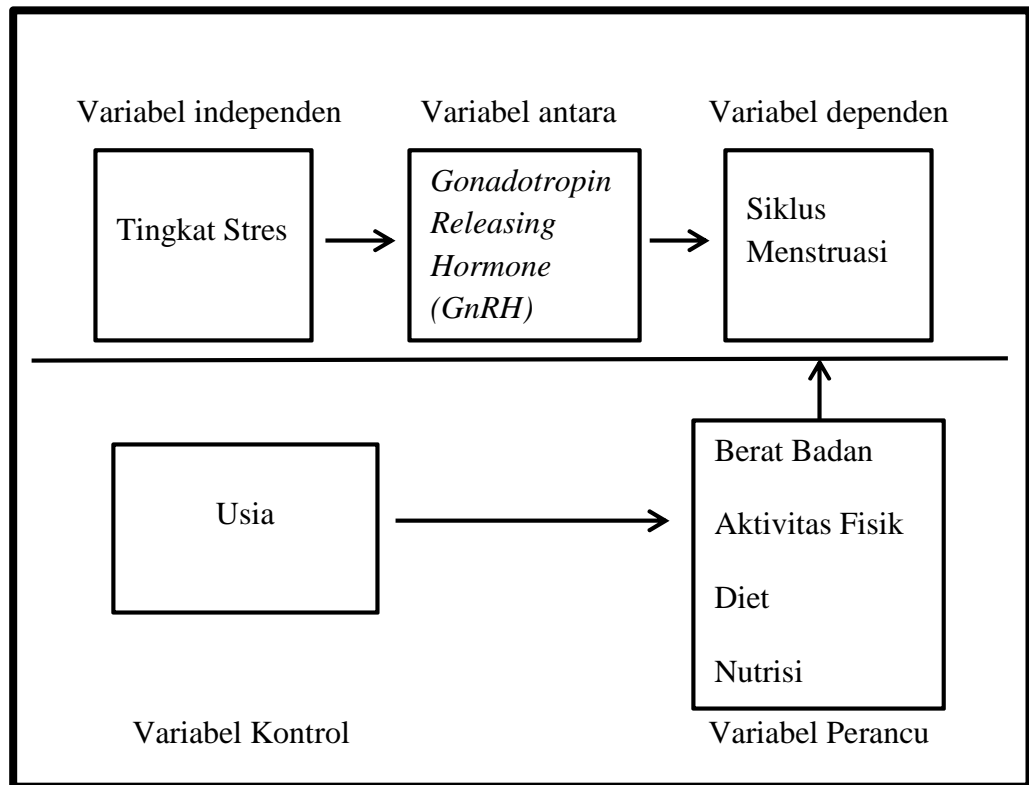 Variabel independen
Variabel antara
Variabel dependen
Tingkat Stres
Gonadotropin
Releasing
Hormone
(GnRH)
Siklus
Menstruasi
Usia
Berat Badan
Aktivitas Fisik
Diet
Nutrisi
Variabel Kontrol
Variabel Perancu